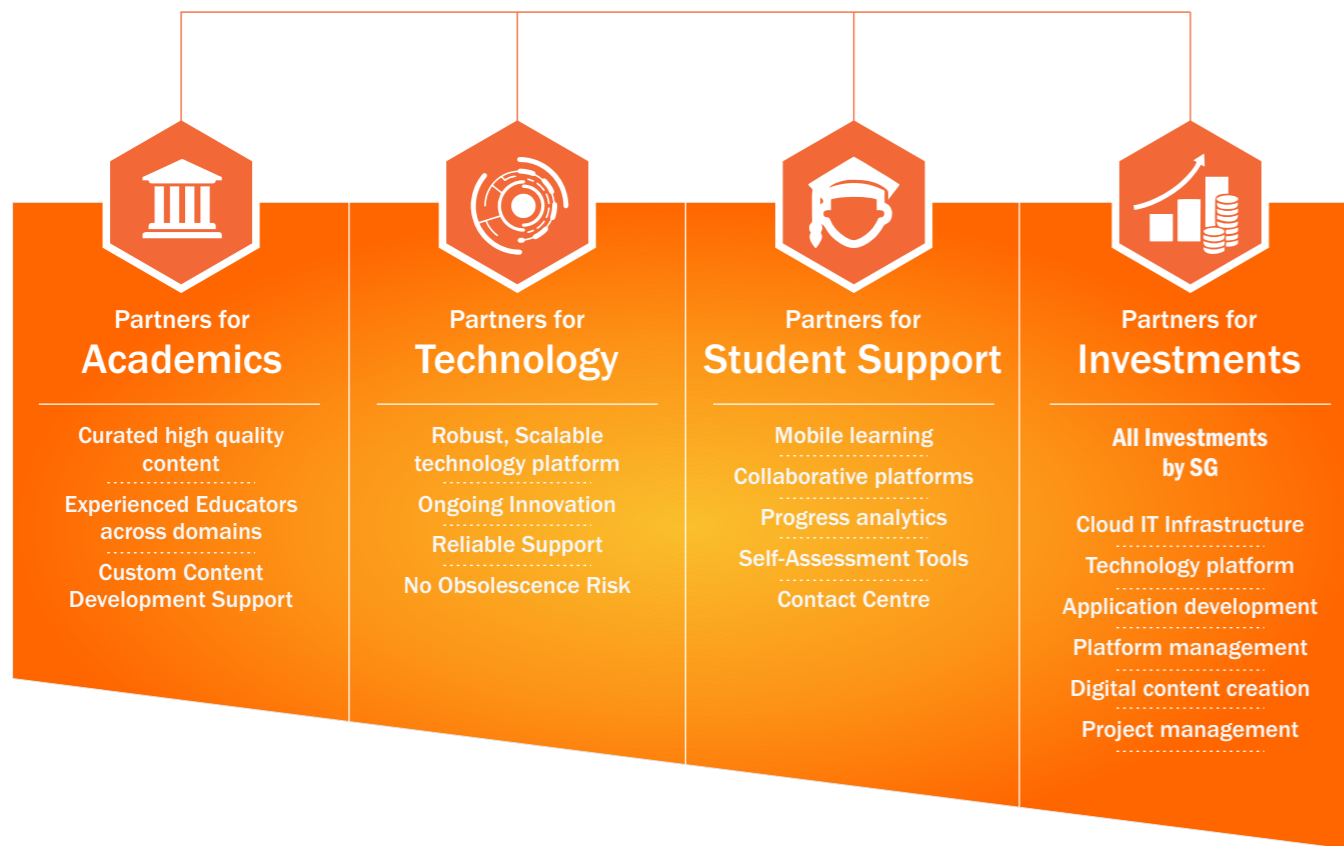 Partners for
Academics
Curated high quality
content
Experienced Educators
across domains
Custom Content
Development Support
Partners for
Technology
Robust, Scalable
technology platform
Ongoing Innovation
Reliable Support
No Obsolescence Risk
Partners for
Student Support
Mobile learning
Collaborative platforms
Progress analytics
Self-Assessment Tools
Contact Centre
Partners for
Investments
All Investments
by SG
Cloud IT Infrastructure
Technology platform
Application development
Platform management
Digital content creation
Project management